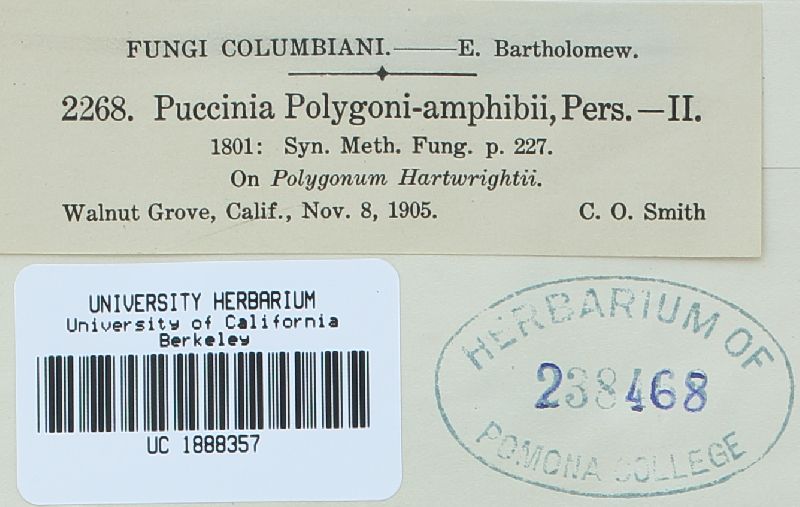 FUNGI COLUMBIANI.——E. Bartholomew.
2268. Puccinia Polygoni-amphibii, Pers.—II.
1801: Syn. Meth. Fung. p. 227.
On Polygonum Hartwrightii.
Walnut Grove, Calif., Nov. 8, 1905. C. O. Smith
UNIVERSITY HERBARIUM
University of California
Berkeley
UC 1888357
HERBARIUM OF
238468
POMONA COLLEGE